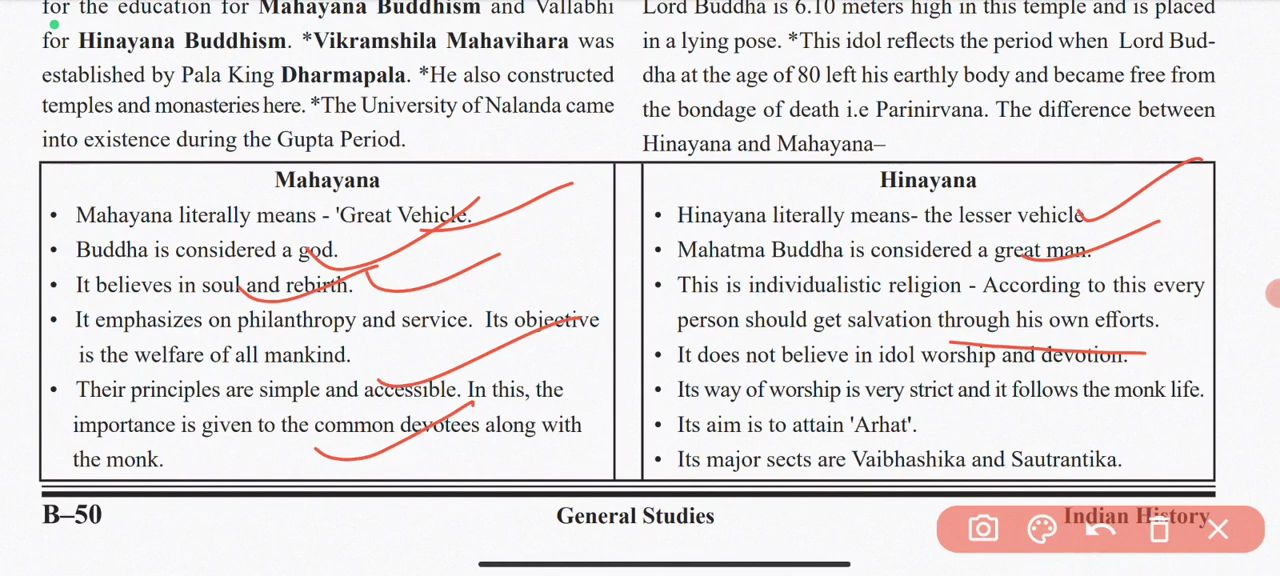 for the education for Mahayana Buddhism and Vallabhi
for Hinayana Buddhism. *Vikramshila Mahavihara was
established by Pala King Dharmapala. *He also constructed
temples and monasteries here. *The University of Nalanda came
into existence during the Gupta Period.
Lord Buddha is 6.10 meters high in this temple and is placed
in a lying pose. *This idol reflects the period when Lord Bud-
dha at the age of 80 left his earthly body and became free from
the bondage of death i.e Parinirvana. The difference between
Hinayana and Mahayana–
Mahayana
• Mahayana literally means - 'Great Vehicle.
• Buddha is considered a god.
• It believes in soul and rebirth.
• It emphasizes on philanthropy and service. Its objective
is the welfare of all mankind.
• Their principles are simple and accessible. In this, the
importance is given to the common devotees along with
the monk.
Hinayana
• Hinayana literally means- the lesser vehicle
• Mahatma Buddha is considered a great man.
• This is individualistic religion - According to this every
person should get salvation through his own efforts.
• It does not believe in idol worship and devotion.
• Its way of worship is very strict and it follows the monk life.
• Its aim is to attain 'Arhat'.
• Its major sects are Vaibhashika and Sautrantika.
B–50
General Studies
Indian History